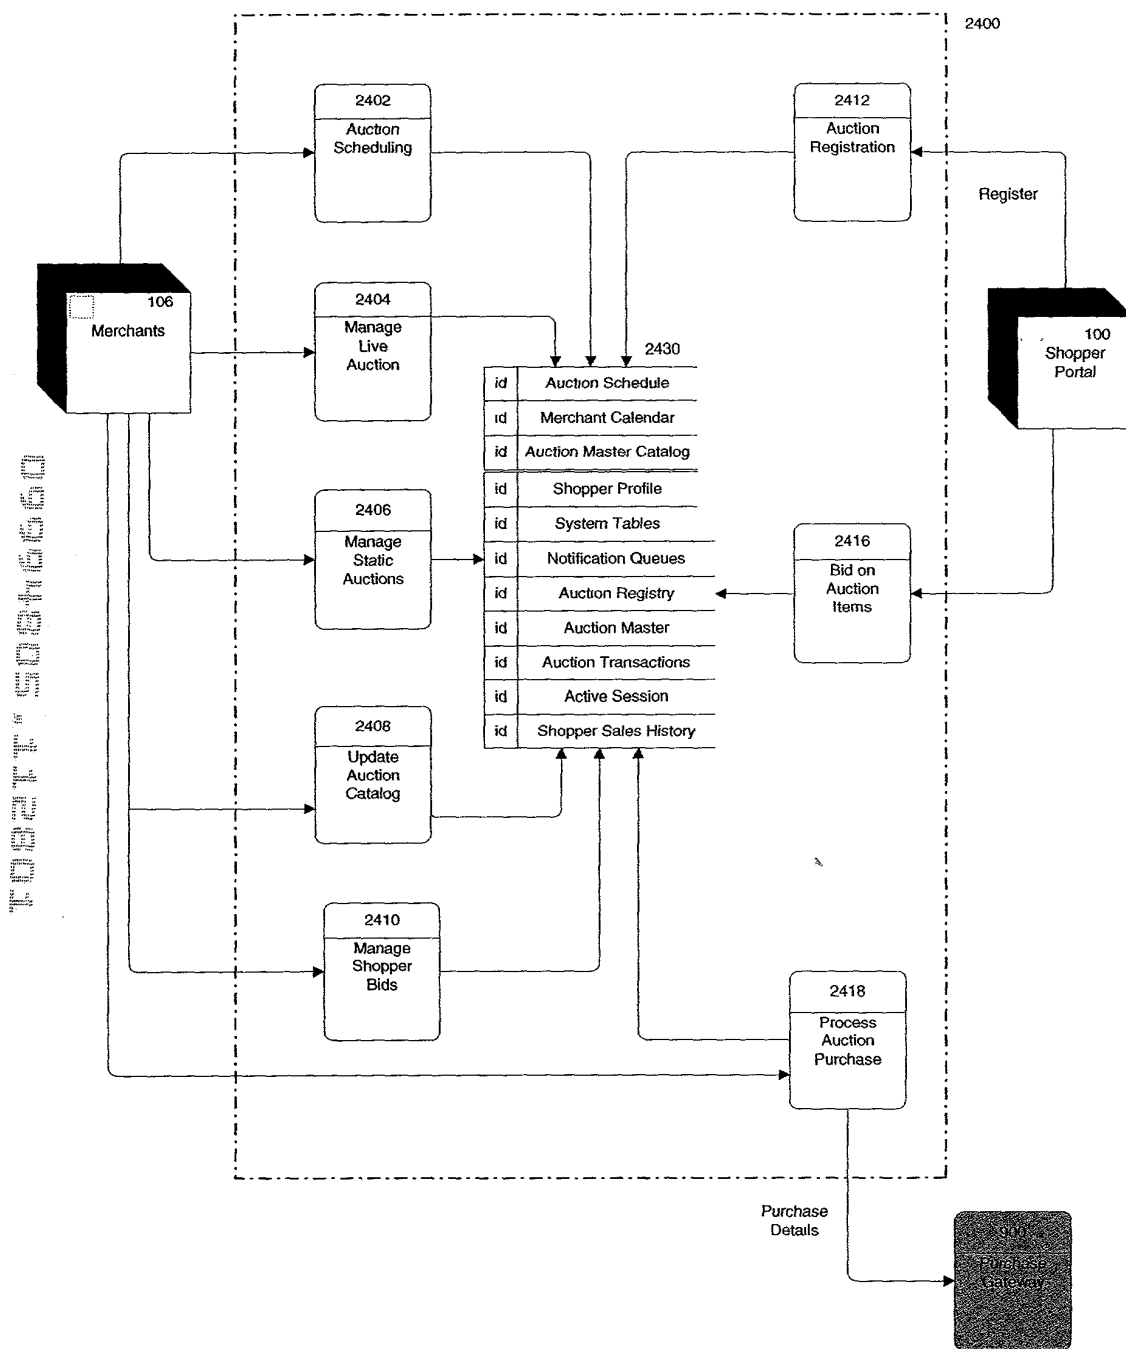 2400
2402
Auction
Scheduling
2412
Auction
Registration
Register
106
Merchants
2404
Manage
Live
Auction
100
Shopper
Portal
2430
id Auction Schedule
id Merchant Calendar
id Auction Master Catalog
id Shopper Profile
id System Tables
id Notification Queues
id Auction Registry
id Auction Master
id Auction Transactions
id Active Session
id Shopper Sales History
2406
Manage
Static
Auctions
2416
Bid on
Auction
Items
2408
Update
Auction
Catalog
2410
Manage
Shopper
Bids
2418
Process
Auction
Purchase
Purchase
Details
900
Purchase
Gateway